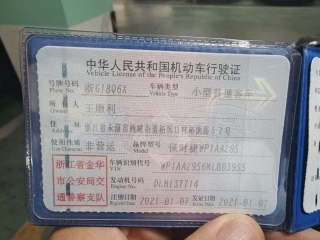 中华人民共和国机动车行驶证
Vehicle License of the People's Republic of China
号牌号码 浙G18Q6X 车辆类型 小型普通客车
Plate No. Vehicle Type
所有人 王顺利
Owner
住址
Address
使用性质 非营运 品牌型号 保时捷WP1AA295
Use Character Model
浙江省金华
市公安局交
通警察支队
车辆识别代号
VIN
发动机号码 DLH137714
Engine No.
注册日期 2021-01-07 发证日期 2021-01-07
Register Date Issue Date